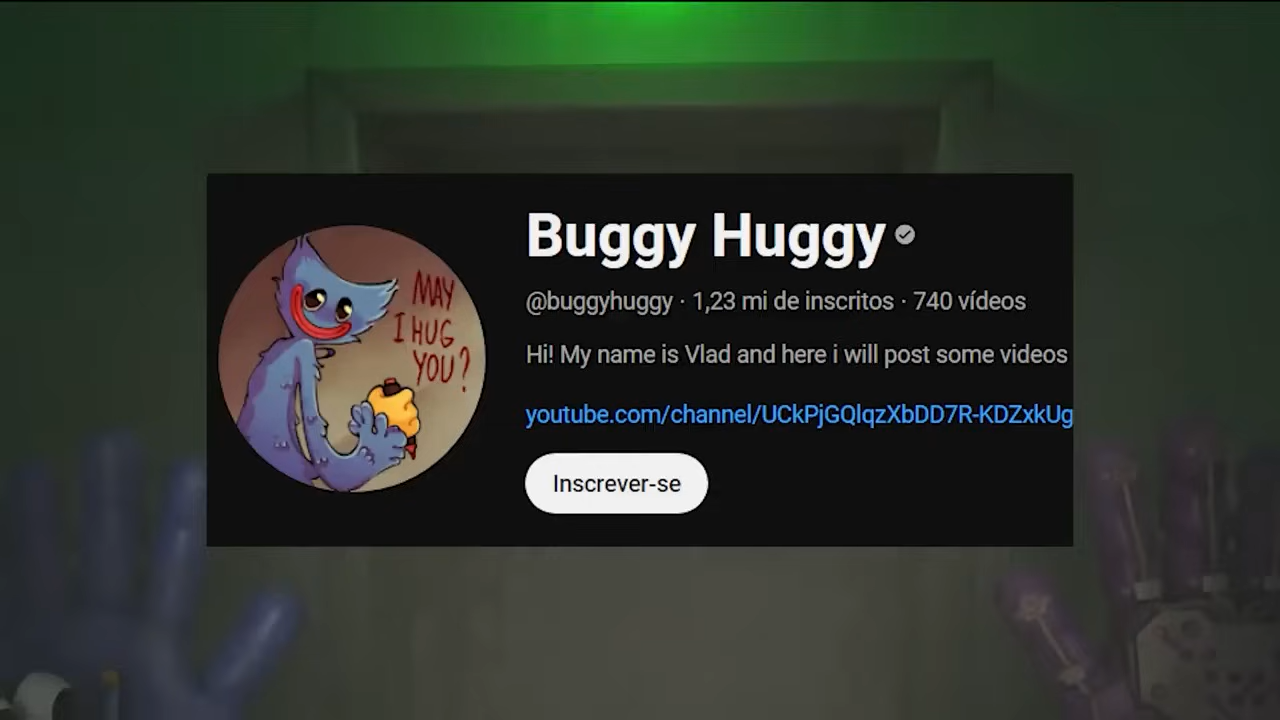 MAY
I HUG
YOU?
Buggy Huggy
@buggyhuggy · 1,23 mi de inscritos · 740 vídeos
Hi! My name is Vlad and here i will post some videos
youtube.com/channel/UCkPjGQlqzXbDD7R-KDZxkUg
Inscrever-se